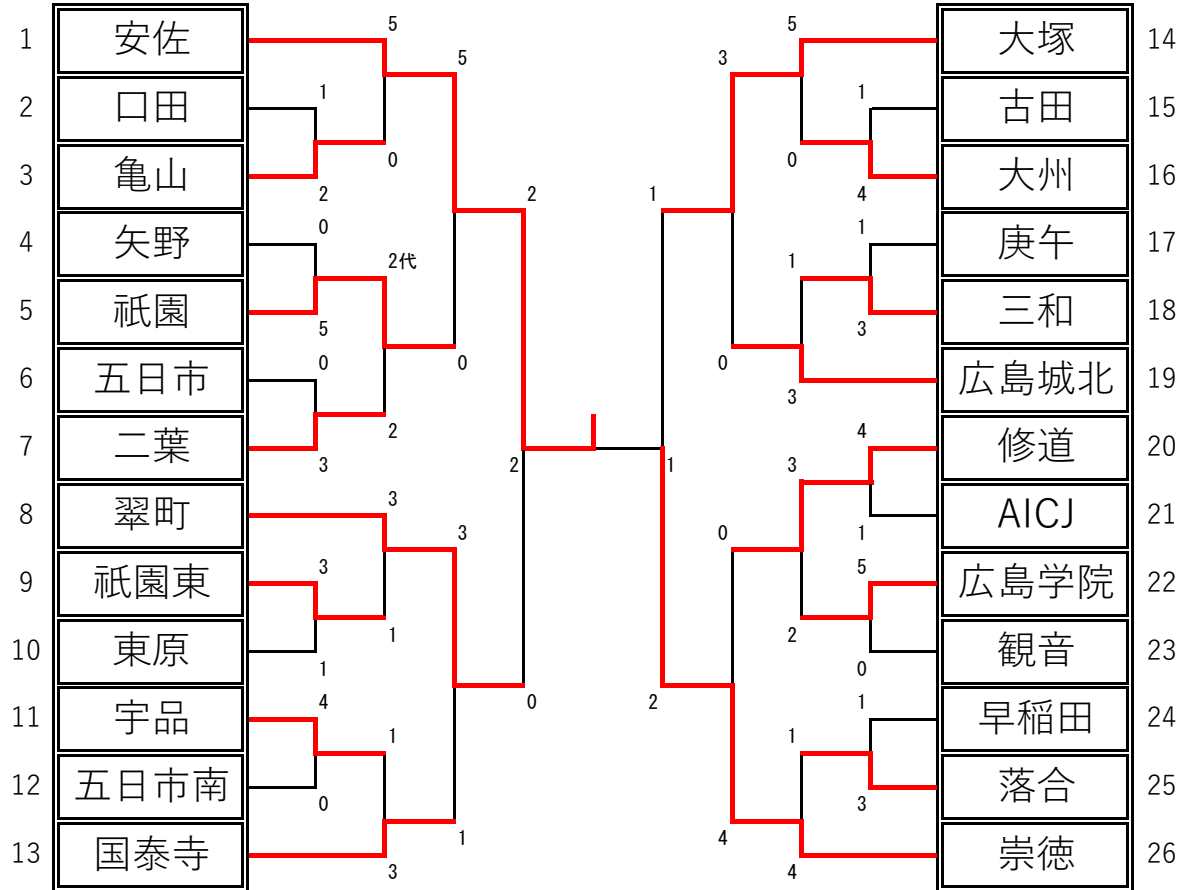 1 安佐
2 口田
3 亀山
4 矢野
5 祇園
6 五日市
7 二葉
8 翠町
9 祇園東
10 東原
11 宇品
12 五日市南
13 国泰寺
5
1
0
2
0
2代
5
0
2
3
3
3
1
1
4
1
0
3
5
0
3
1
2
0
2
1
1
2
3
0
0
4
5
1
0
4
1
1
3
3
4
3
1
5
2
0
1
1
3
4
大塚 14
古田 15
大州 16
庚午 17
三和 18
広島城北 19
修道 20
AICJ 21
広島学院 22
観音 23
早稲田 24
落合 25
崇徳 26